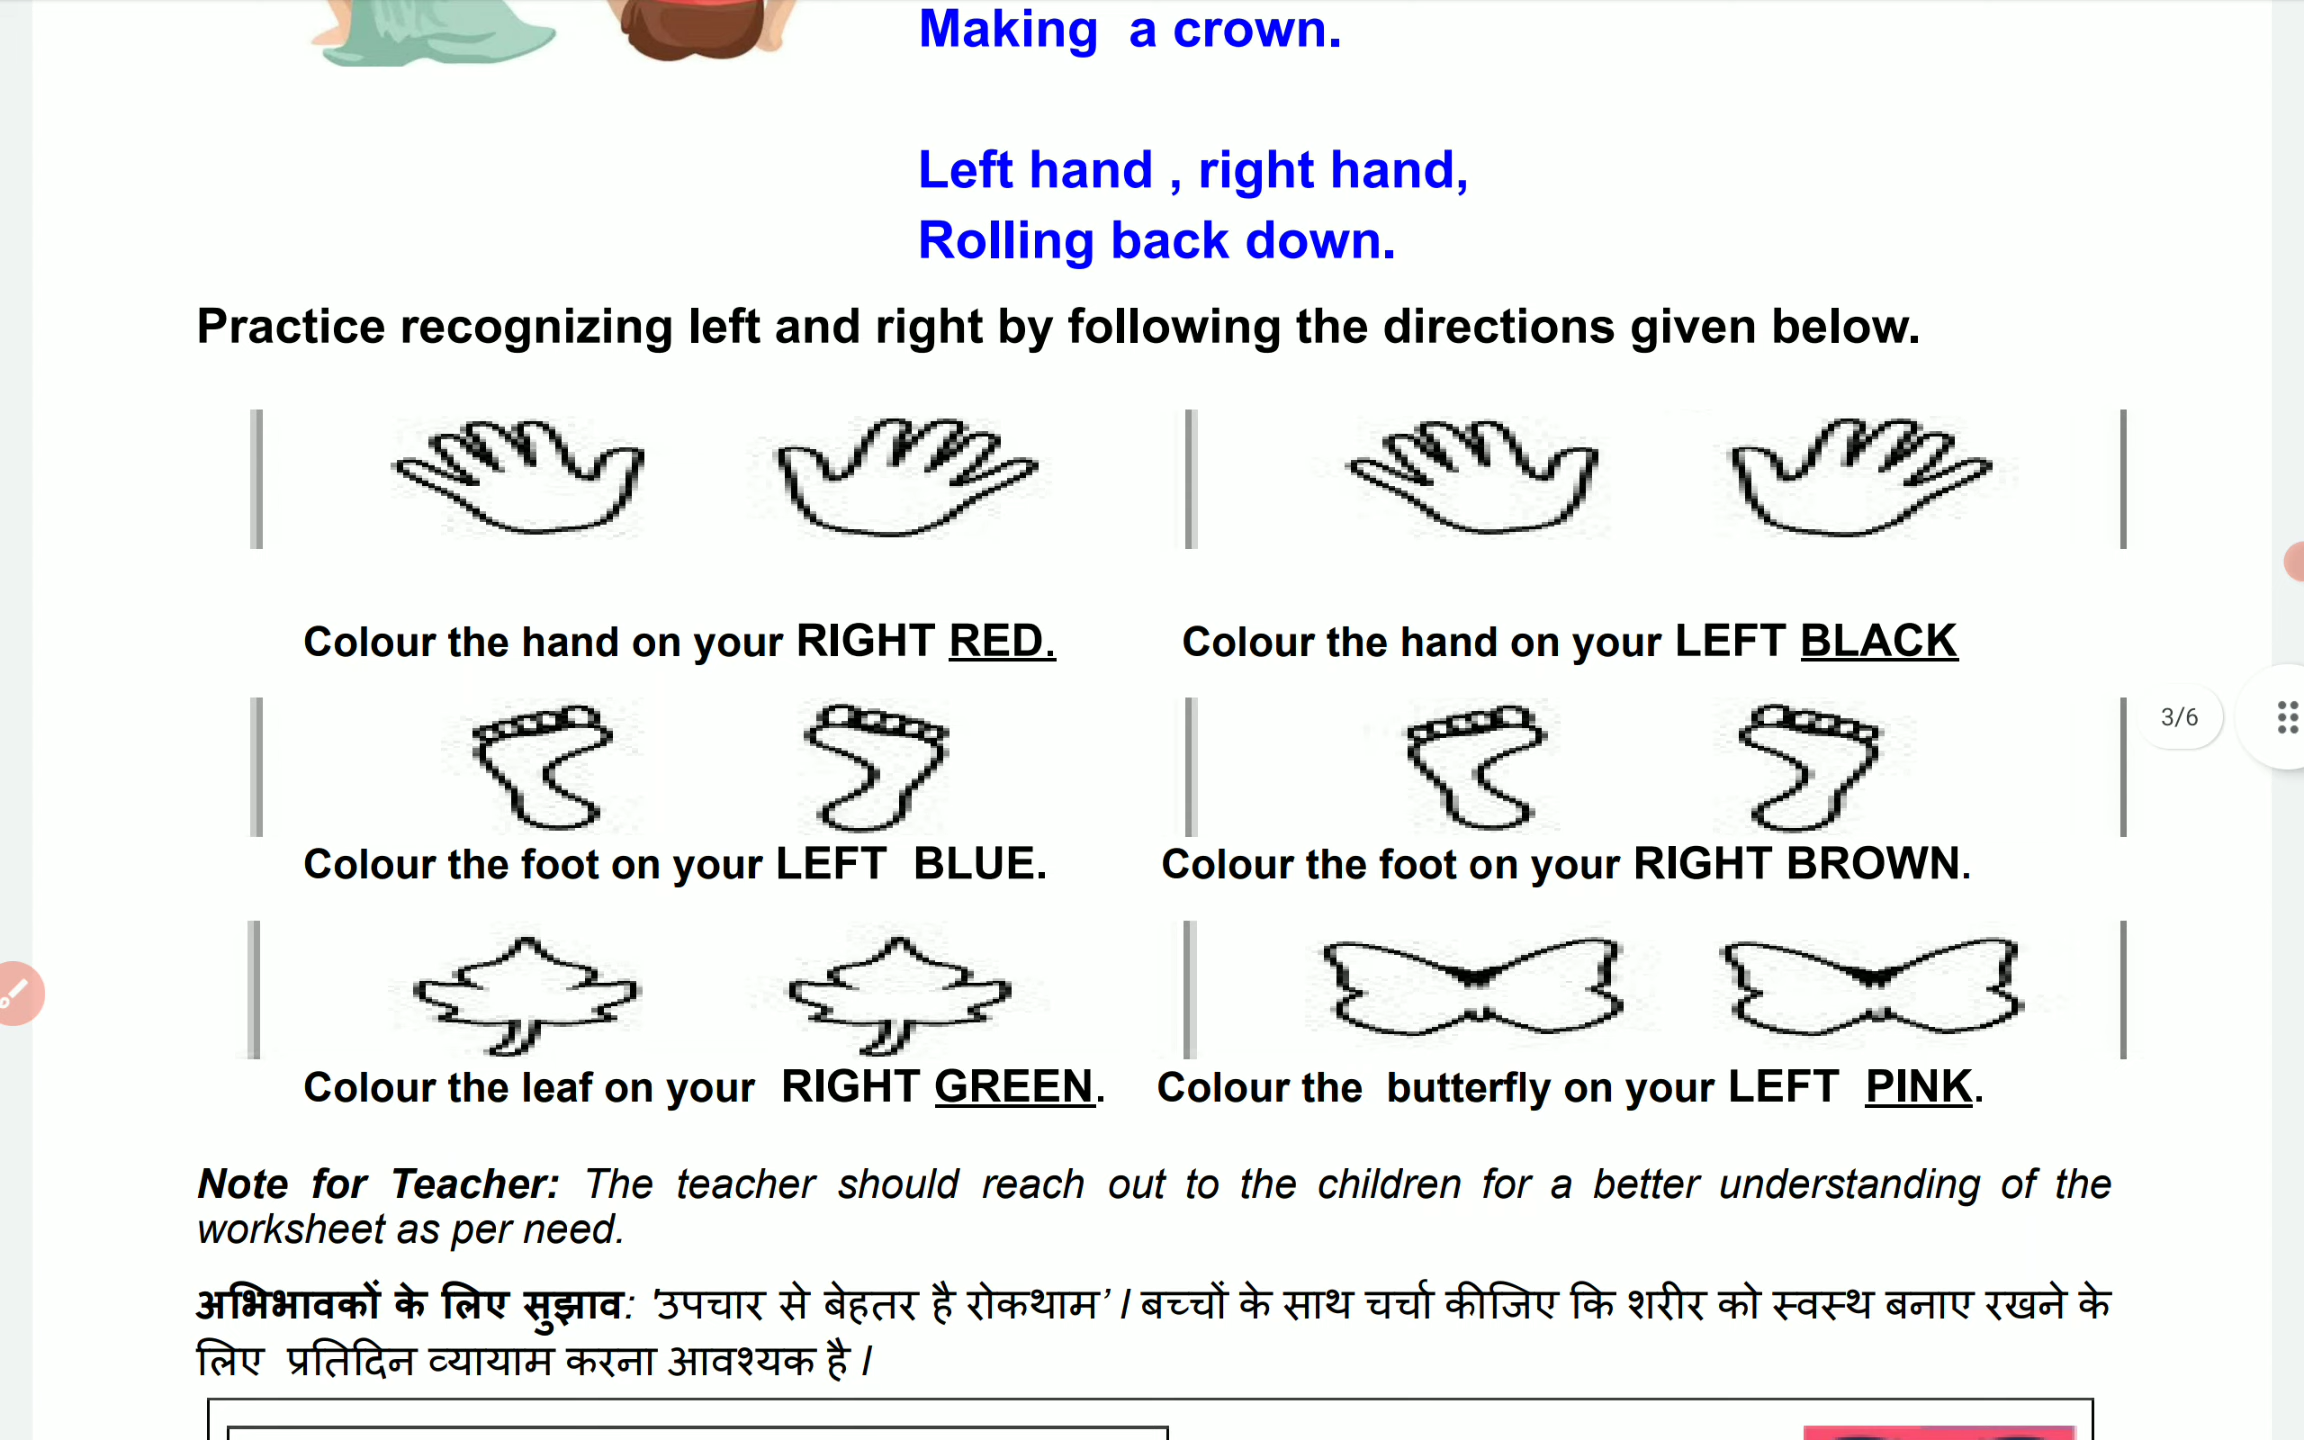 Making a crown.
Left hand , right hand,
Rolling back down.
Practice recognizing left and right by following the directions given below.
Colour the hand on your RIGHT RED.
Colour the hand on your LEFT BLACK
3/6
Colour the foot on your LEFT BLUE.
Colour the foot on your RIGHT BROWN.
Colour the leaf on your RIGHT GREEN.
Colour the butterfly on your LEFT PINK.
Note for Teacher: The teacher should reach out to the children for a better understanding of the
worksheet as per need.
अभिभावकों के लिए सुझाव: 'उपचार से बेहतर है रोकथाम’ । बच्चों के साथ चर्चा कीजिए कि शरीर को स्वस्थ बनाए रखने के
लिए प्रतिदिन व्यायाम करना आवश्यक है ।